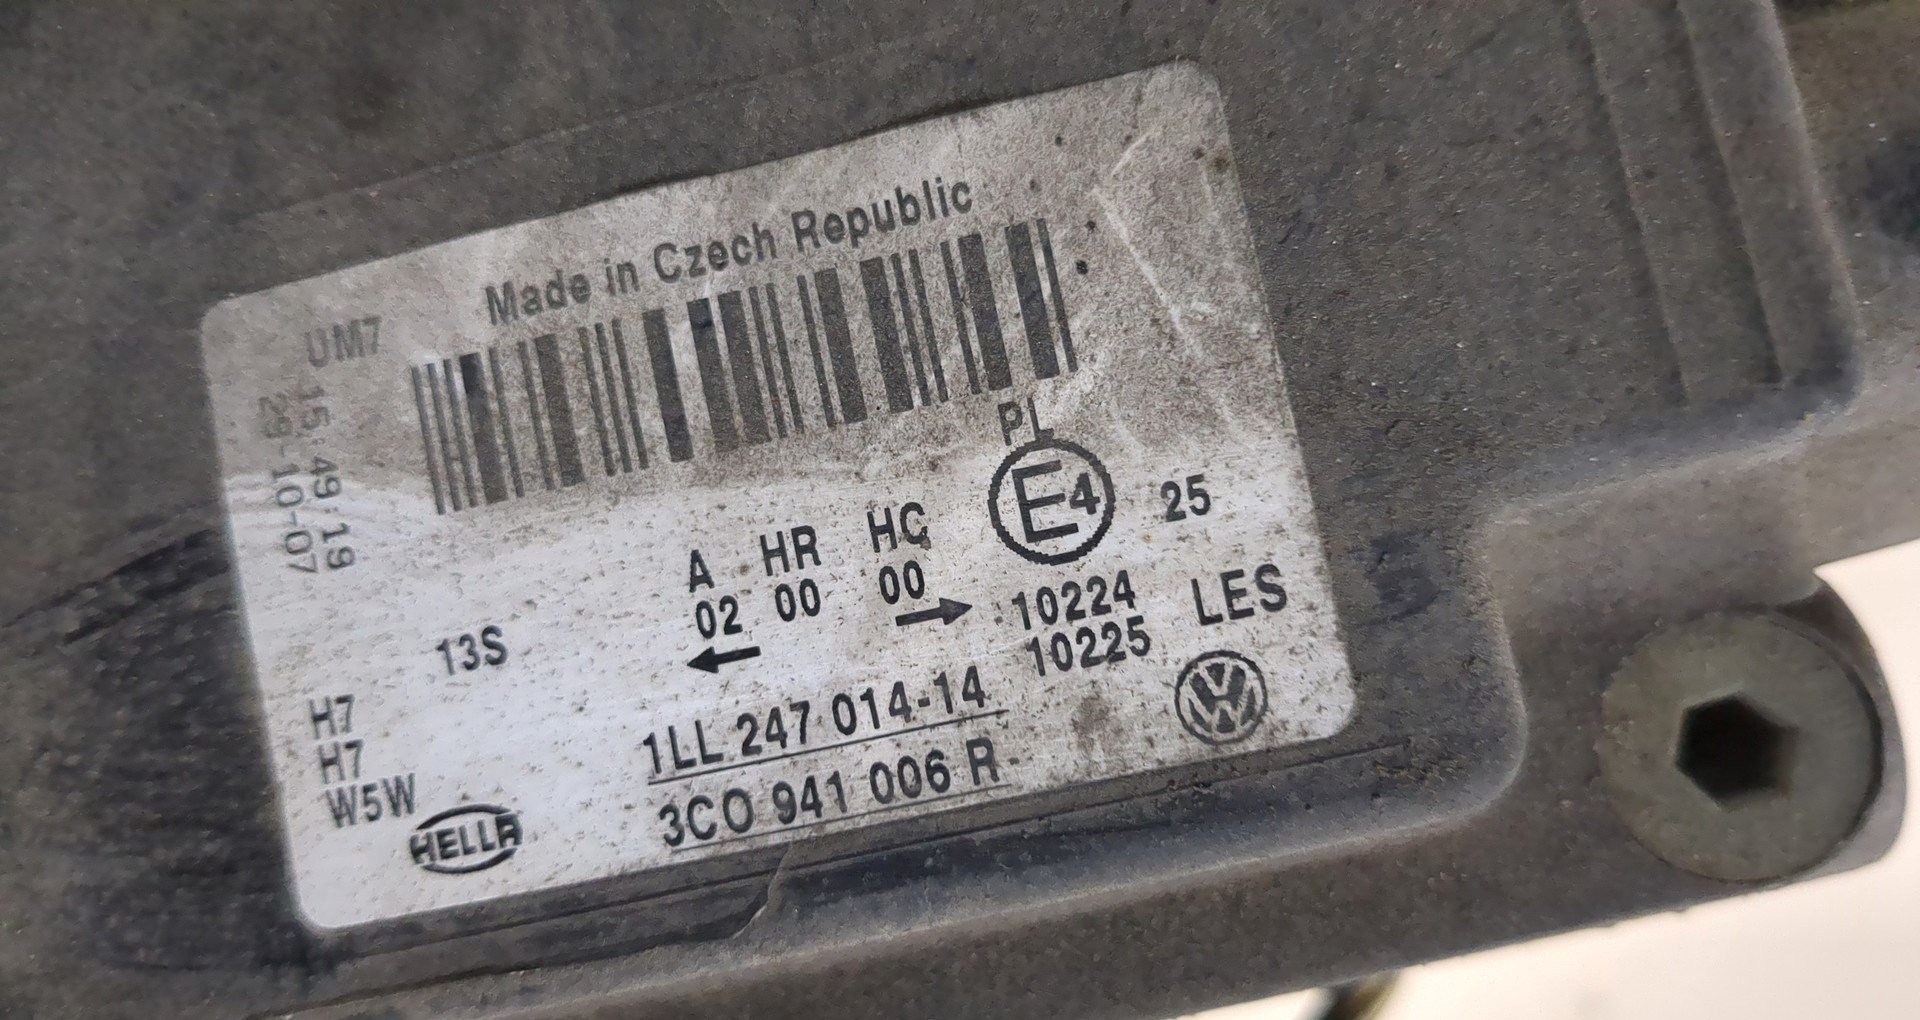 Made in Czech Republic
UM7
15:49:19
29-10-07
PL
E4
25
A HR HC
02 00 00
10224
10225
LES
13S
H7
H7
W5W
HELLA
1LL 247 014-14
3C0 941 006 R
VW